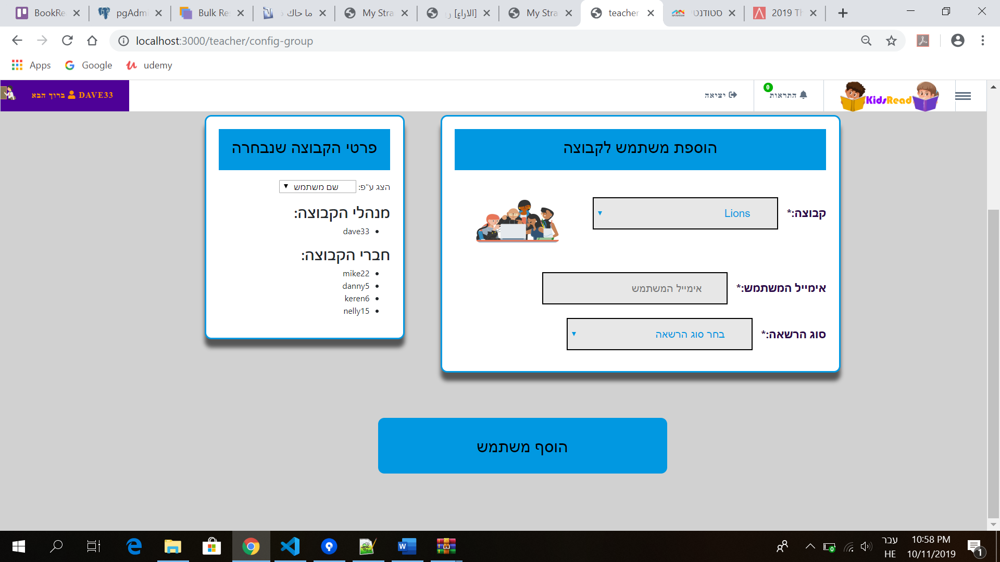 BookRe
pgAdmi
Bulk Re
ما حاك
My Stra
[الاراء]
My Stra
teacher
סטודנטי
2019 Th
localhost:3000/teacher/config-group
Apps
Google
udemy
KidsRead
0
התראות
יציאה
ברוך הבא DAVE33
הוספת משתמש לקבוצה
קבוצה:*
Lions
אימייל המשתמש:*
אימייל המשתמש
סוג הרשאה:*
בחר סוג הרשאה
פרטי הקבוצה שנבחרה
הצג ע"פ: שם משתמש
מנהלי הקבוצה:
dave33
חברי הקבוצה:
mike22
danny5
keren6
nelly15
הוסף משתמש
עבר
HE
10:58 PM
10/11/2019
1